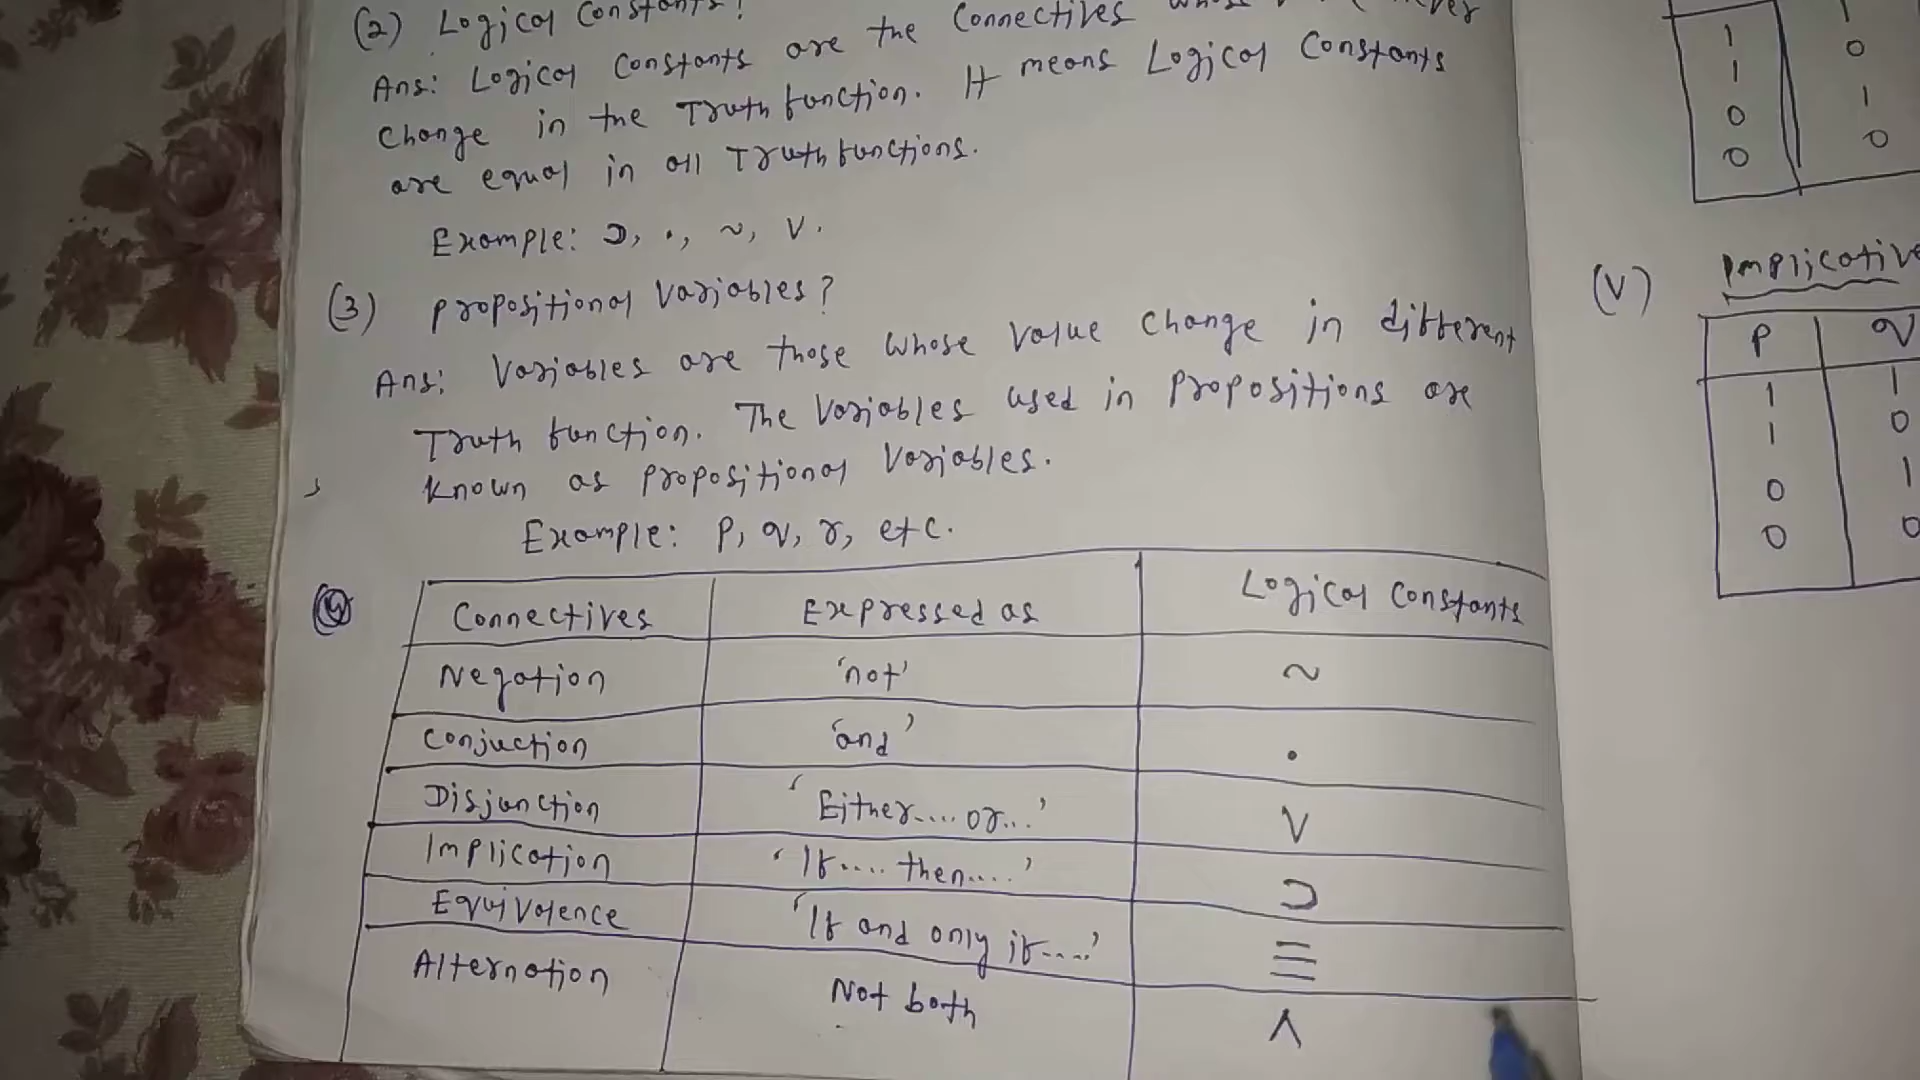 (2) Logical Constants?
Ans: Logical Constants are the Connectives
Change in the Truth function. It means Logical Constants
are equal in all Truth functions.
Example: ⊃, ·, ~, V.
(3) Propositional Variables?
Ans: Variables are those whose value change in different
Truth function. The Variables used in Propositions are
known as Propositional Variables.
Example: P, q, r, etc.
(4)
Connectives Expressed as Logical Constants
Negation 'not' ~
Conjuction 'and' ·
Disjunction 'Either.... or...' V
Implication 'If.... then....' ⊃
Equivalence 'If and only if....' ≡
Alternation Not both ∧
1
1 0
0 1
0 0
(V) Implicative
P q
1 1
1 0
0 1
0 0